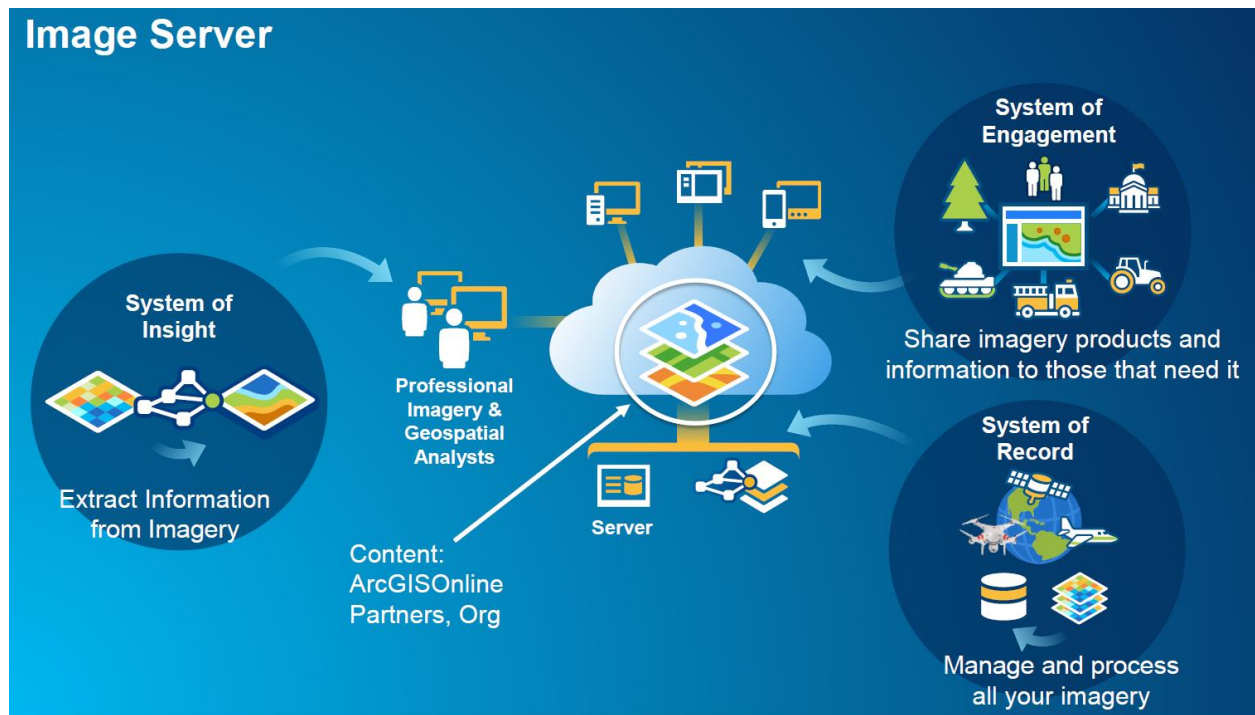 Image Server
System of
Engagement
Share imagery products and
information to those that need it
System of
Insight
Extract Information
from Imagery
Professional
Imagery &
Geospatial
Analysts
Server
Content:
ArcGISOnline
Partners, Org
System of
Record
Manage and process
all your imagery